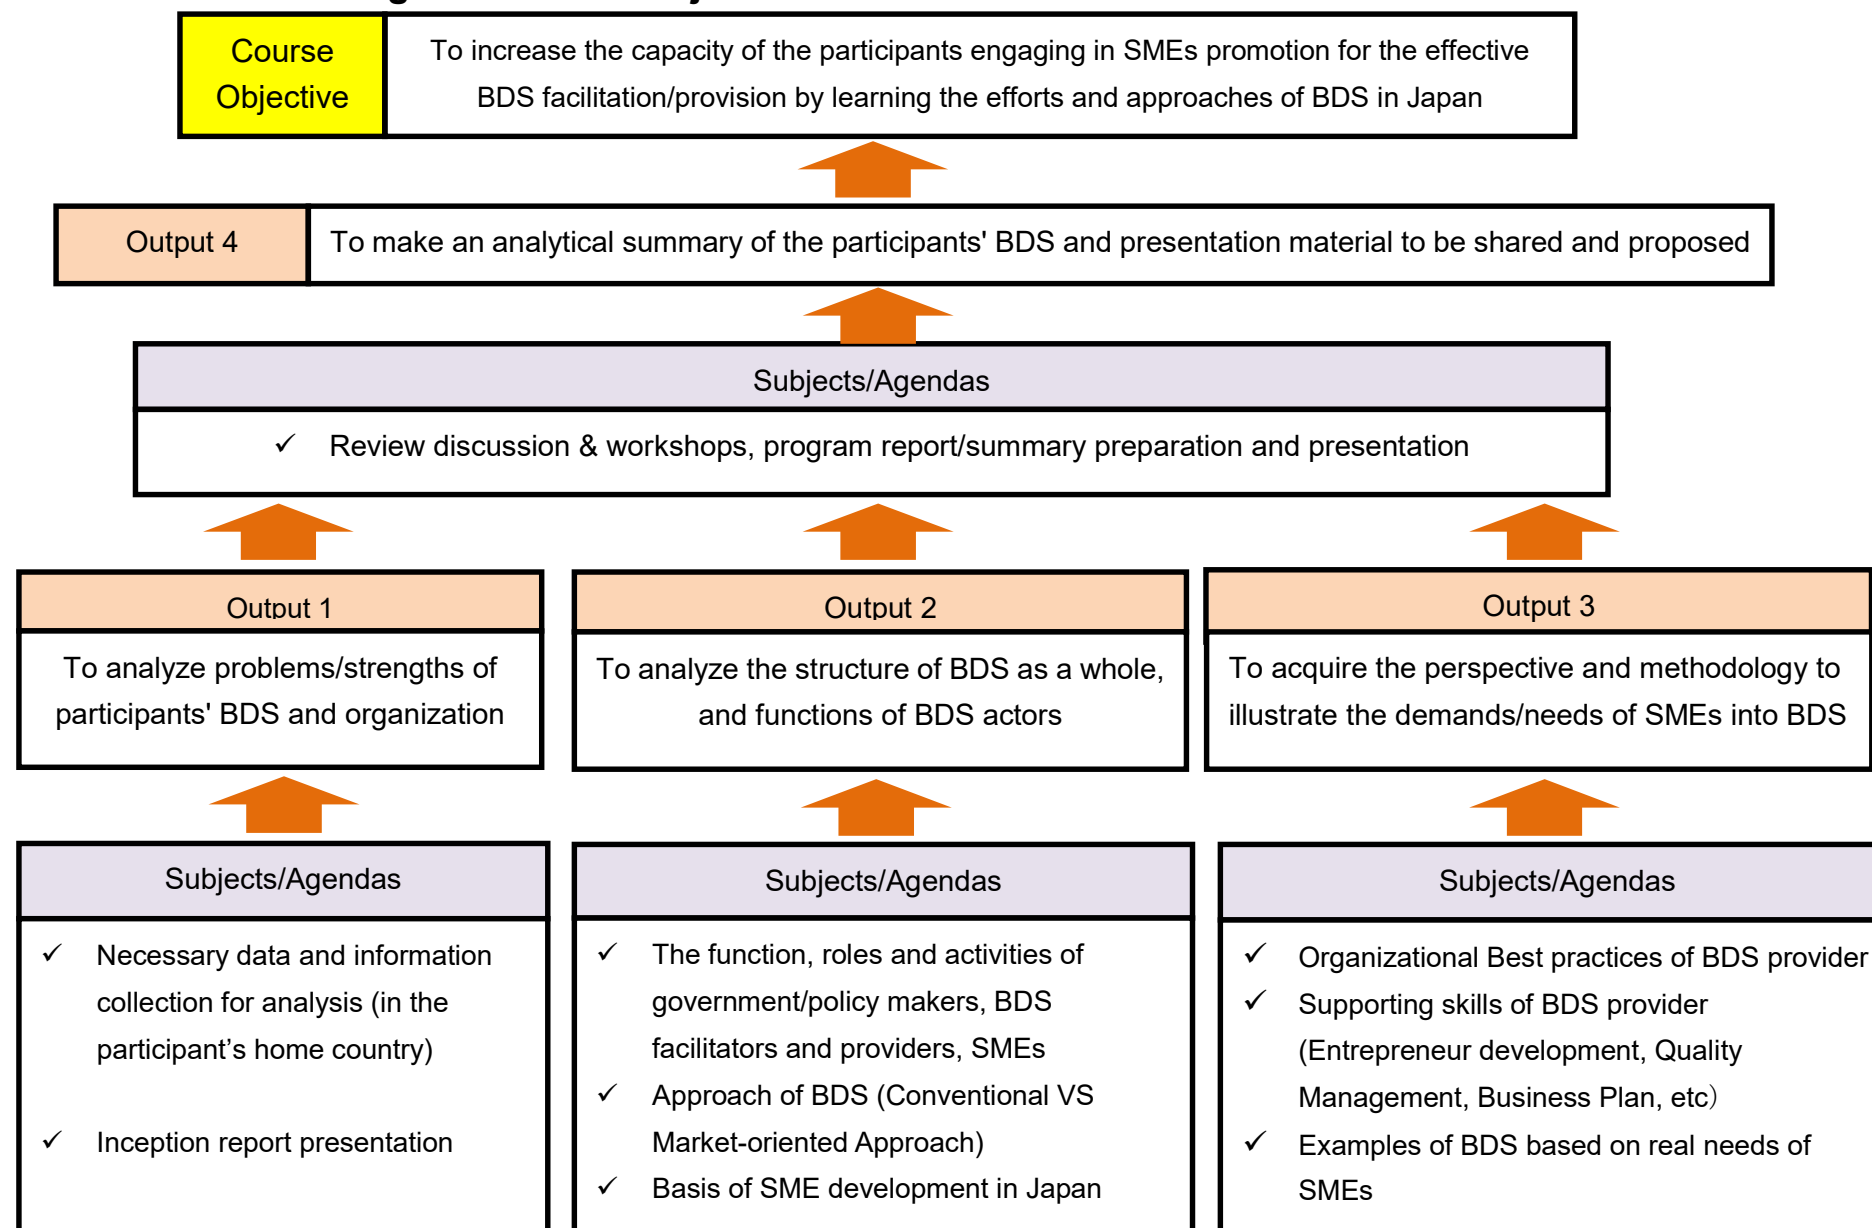 Course
Objective
To increase the capacity of the participants engaging in SMEs promotion for the effective
BDS facilitation/provision by learning the efforts and approaches of BDS in Japan
Output 4
To make an analytical summary of the participants' BDS and presentation material to be shared and proposed
Subjects/Agendas
✓ Review discussion & workshops, program report/summary preparation and presentation
Output 1
To analyze problems/strengths of
participants' BDS and organization
Output 2
To analyze the structure of BDS as a whole,
and functions of BDS actors
Output 3
To acquire the perspective and methodology to
illustrate the demands/needs of SMEs into BDS
Subjects/Agendas
✓ Necessary data and information
collection for analysis (in the
participant’s home country)
✓ Inception report presentation
Subjects/Agendas
✓ The function, roles and activities of
government/policy makers, BDS
facilitators and providers, SMEs
✓ Approach of BDS (Conventional VS
Market-oriented Approach)
✓ Basis of SME development in Japan
Subjects/Agendas
✓ Organizational Best practices of BDS provider
✓ Supporting skills of BDS provider
(Entrepreneur development, Quality
Management, Business Plan, etc）
✓ Examples of BDS based on real needs of
SMEs